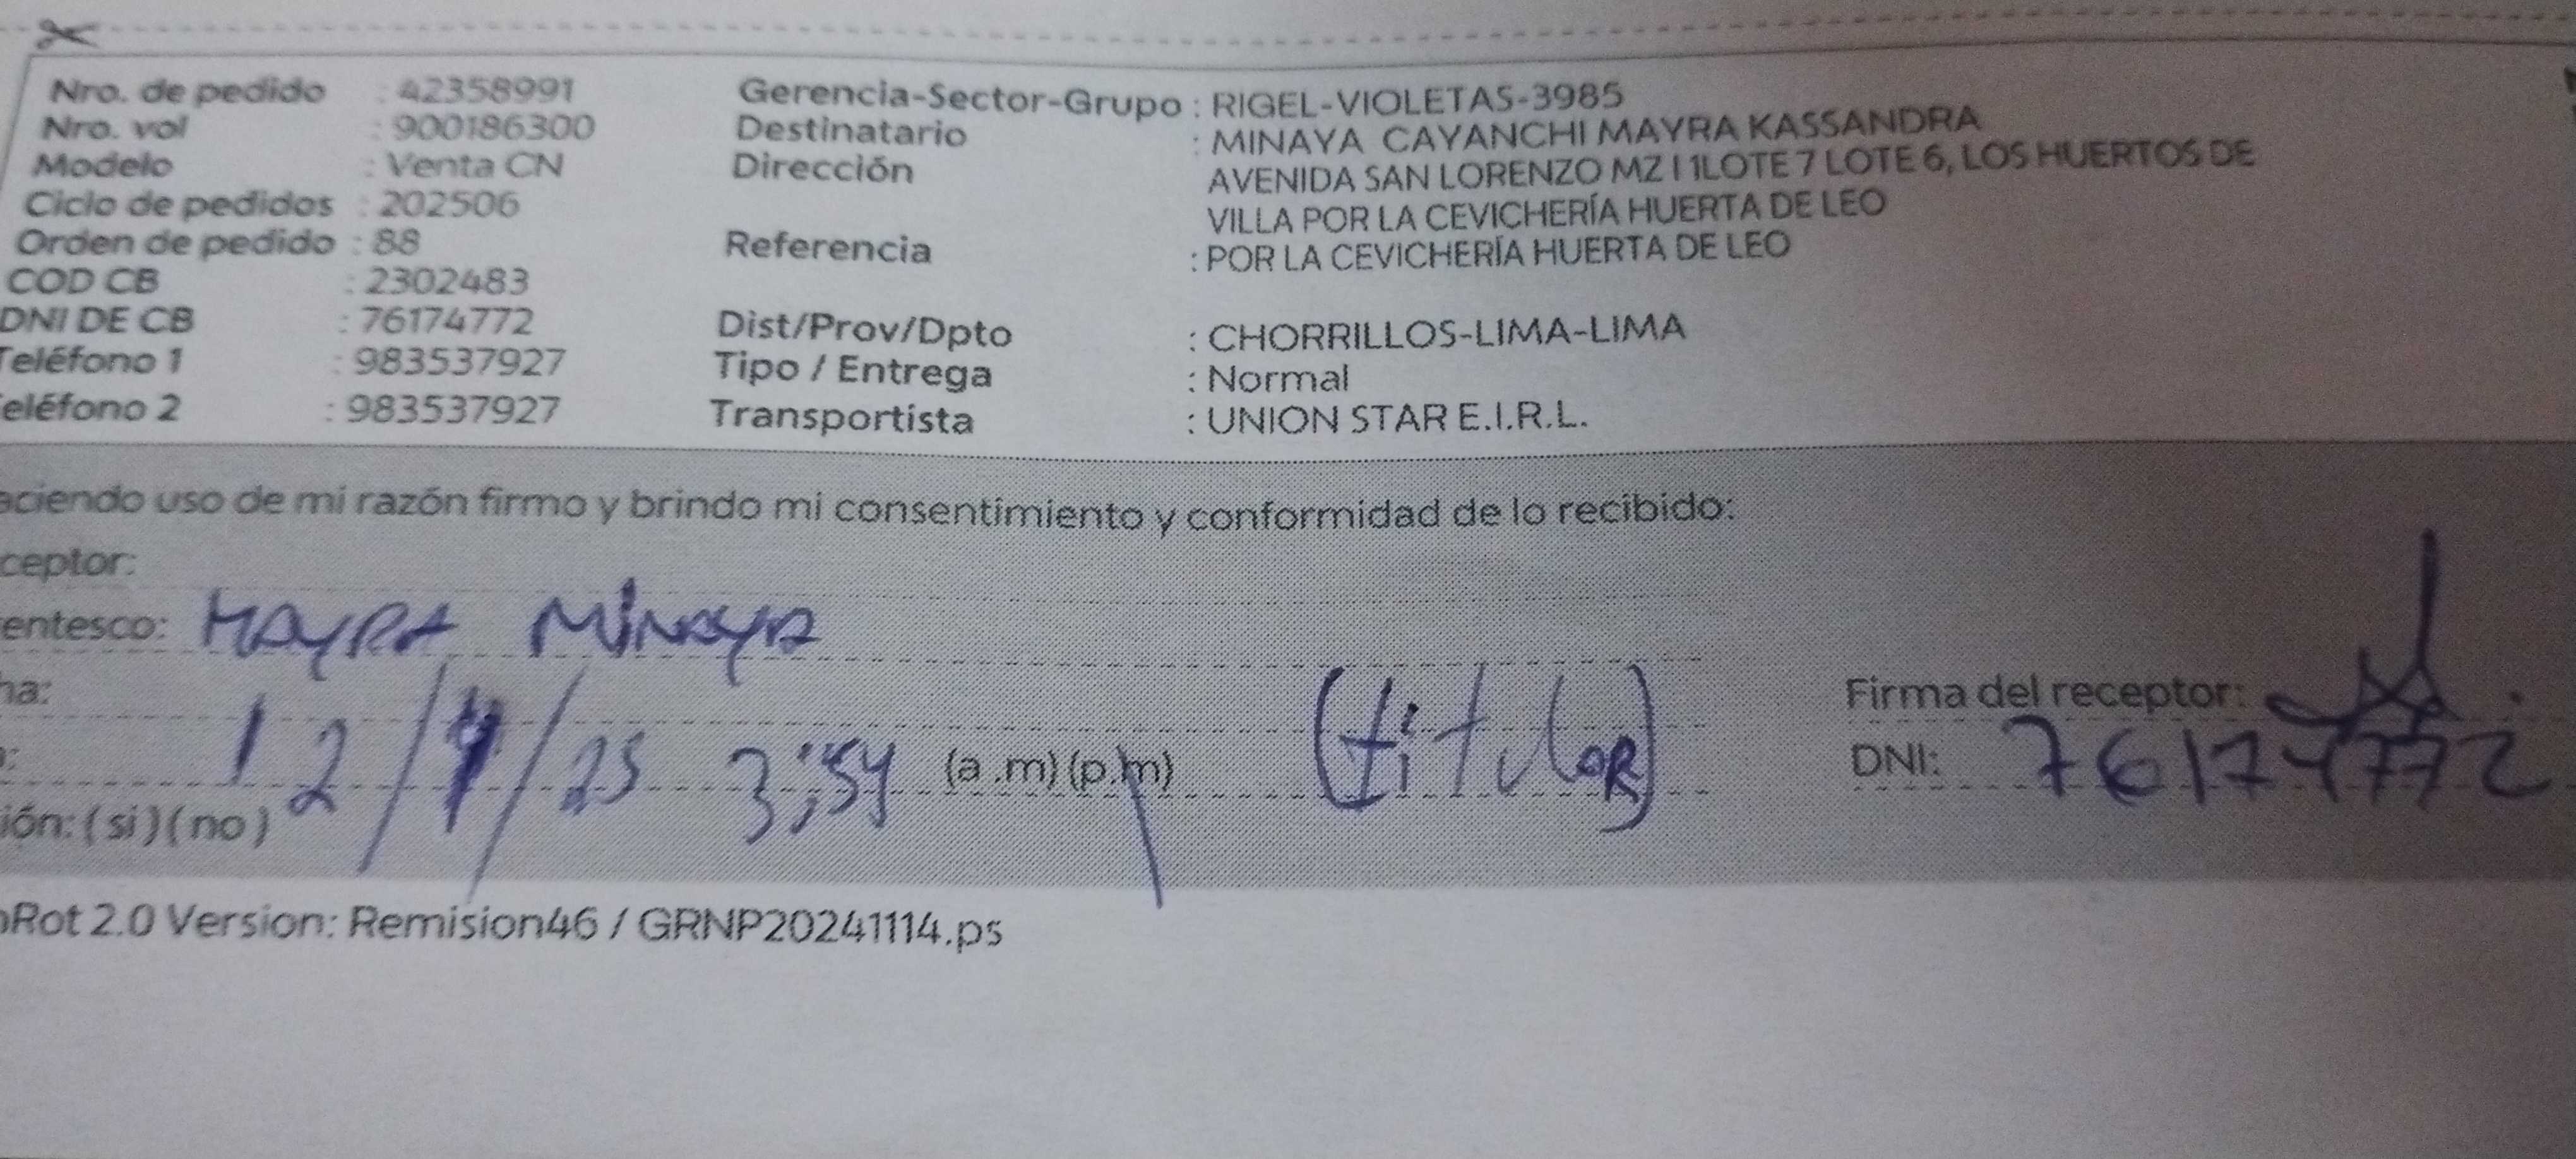 Nro. de pedido : 42358991
Nro. vol : 900186300
Modelo : Venta CN
Ciclo de pedidos : 202506
Orden de pedido : 88
COD CB : 2302483
DNI DE CB : 76174772
Teléfono 1 : 983537927
eléfono 2 : 983537927
Gerencia-Sector-Grupo : RIGEL-VIOLETAS-3985
Destinatario : MINAYA CAYANCHI MAYRA KASSANDRA
Dirección AVENIDA SAN LORENZO MZ I 1LOTE 7 LOTE 6, LOS HUERTOS DE
VILLA POR LA CEVICHERÍA HUERTA DE LEO
Referencia : POR LA CEVICHERÍA HUERTA DE LEO
Dist/Prov/Dpto : CHORRILLOS-LIMA-LIMA
Tipo / Entrega : Normal
Transportista : UNION STAR E.I.R.L.
aciendo uso de mi razón firmo y brindo mi consentimiento y conformidad de lo recibido:
ceptor:
entesco: MAYRA MINAYA
ha:
12/4/25 3:54 (a .m) (p.m) (titulaR)
ión: ( si ) ( no )
Firma del receptor:
DNI: 76174772
oRot 2.0 Version: Remision46 / GRNP20241114.ps